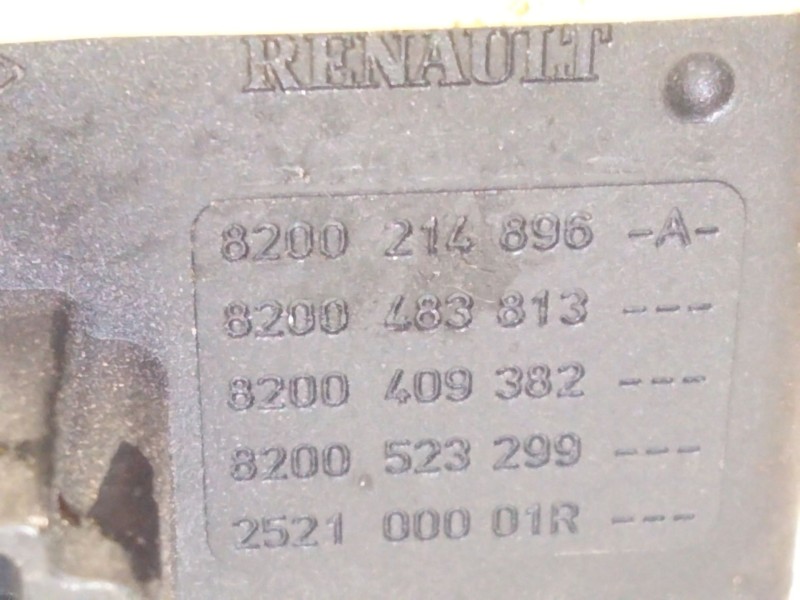 RENAULT
8200 214 896 -A-
8200 483 813 ---
8200 409 382 ---
8200 523 299 ---
2521 000 01R ---